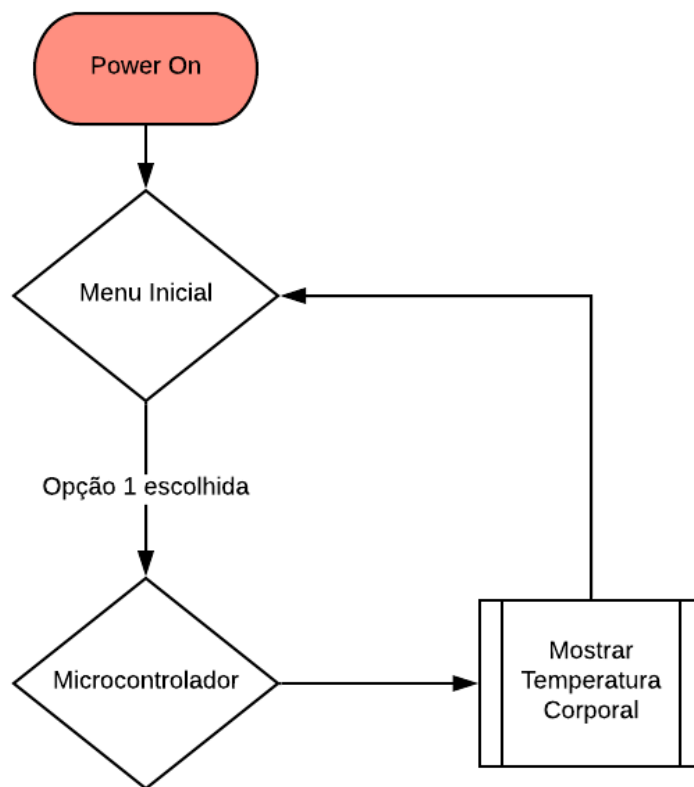 Power On
Menu Inicial
Opção 1 escolhida
Microcontrolador
Mostrar
Temperatura
Corporal